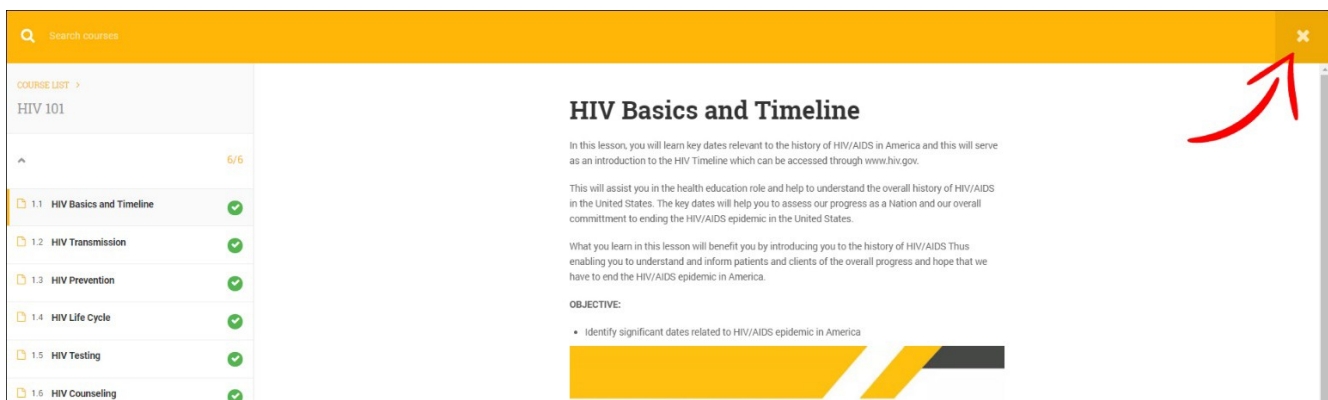 Search courses
COURSE LIST >
HIV 101
6/6
1.1 HIV Basics and Timeline
1.2 HIV Transmission
1.3 HIV Prevention
1.4 HIV Life Cycle
1.5 HIV Testing
1.6 HIV Counseling
HIV Basics and Timeline
In this lesson, you will learn key dates relevant to the history of HIV/AIDS in America and this will serve
as an introduction to the HIV Timeline which can be accessed through www.hiv.gov.
This will assist you in the health education role and help to understand the overall history of HIV/AIDS
in the United States. The key dates will help you to assess our progress as a Nation and our overall
commitment to ending the HIV/AIDS epidemic in the United States.
What you learn in this lesson will benefit you by introducing you to the history of HIV/AIDS Thus
enabling you to understand and inform patients and clients of the overall progress and hope that we
have to end the HIV/AIDS epidemic in America.
OBJECTIVE:
• Identify significant dates related to HIV/AIDS epidemic in America